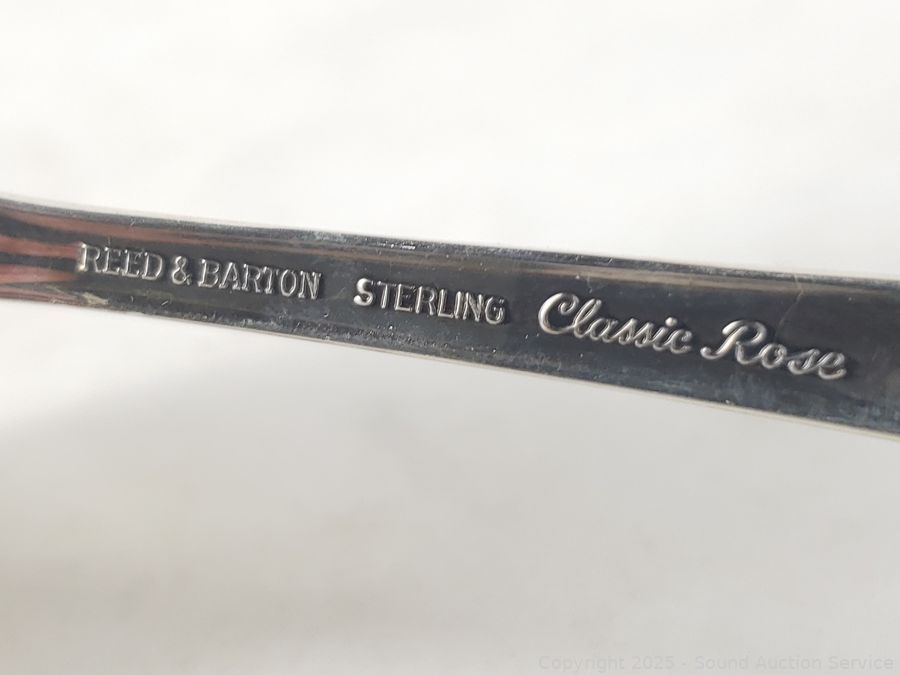 REED & BARTON STERLING Classic Rose
Copyright 2025 - Sound Auction Service